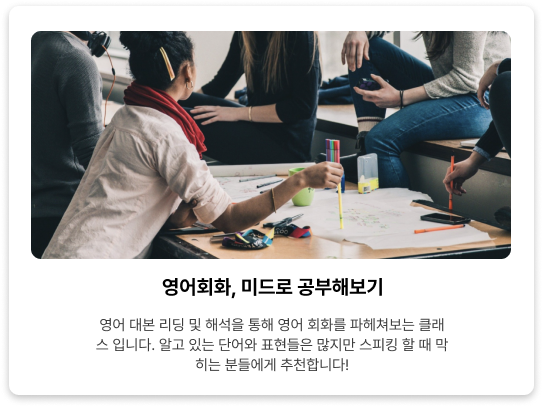 영어회화, 미드로 공부해보기
영어 대본 리딩 및 해석을 통해 영어 회화를 파헤쳐보는 클래
스 입니다. 알고 있는 단어와 표현들은 많지만 스피킹 할 때 막
히는 분들에게 추천합니다!